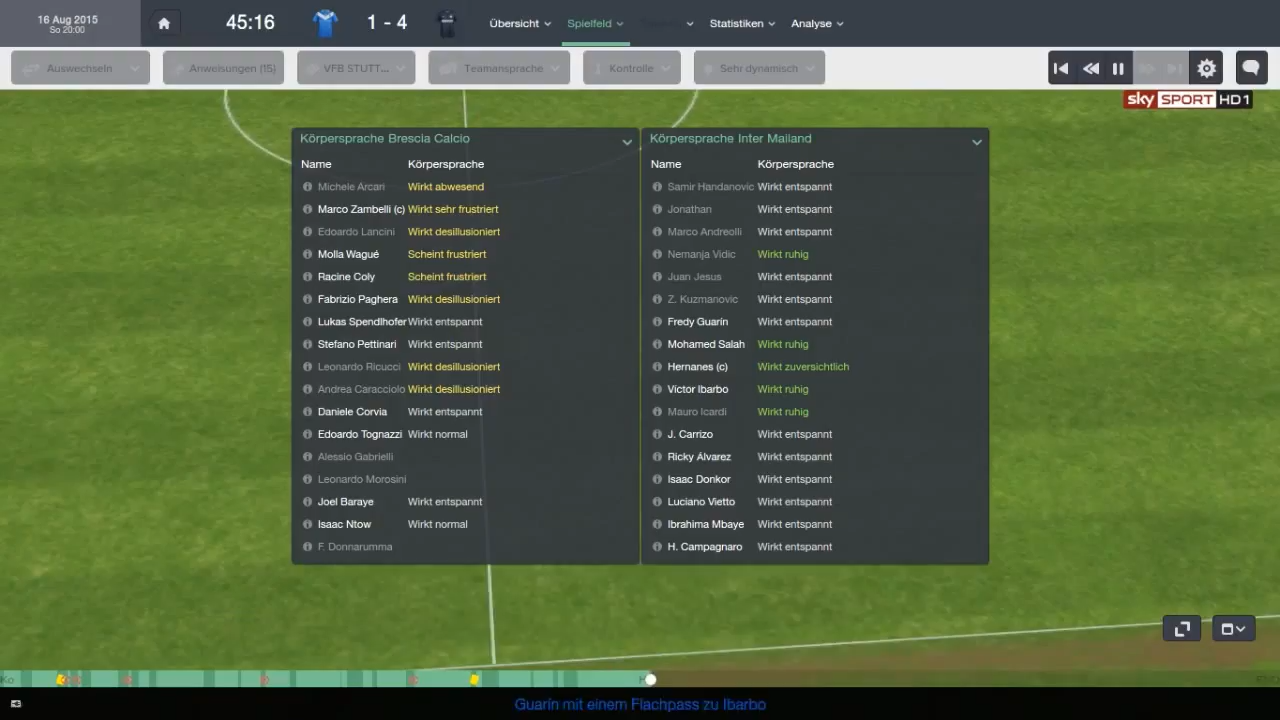 16 Aug 2015
So 20:00
45:16
1 - 4
Übersicht
Spielfeld
Statistiken
Analyse
Auswechseln
Anweisungen (15)
VFB STUTT...
Teamansprache
Kontrolle
Sehr dynamisch
sky SPORT HD1
Körpersprache Brescia Calcio
Name Körpersprache
Michele Arcari Wirkt abwesend
Marco Zambelli (c) Wirkt sehr frustriert
Edoardo Lancini Wirkt desillusioniert
Molla Wagué Scheint frustriert
Racine Coly Scheint frustriert
Fabrizio Paghera Wirkt desillusioniert
Lukas Spendlhofer Wirkt entspannt
Stefano Pettinari Wirkt entspannt
Leonardo Ricucci Wirkt desillusioniert
Andrea Caracciolo Wirkt desillusioniert
Daniele Corvia Wirkt entspannt
Edoardo Tognazzi Wirkt normal
Alessio Gabrielli
Leonardo Morosini
Joel Baraye Wirkt entspannt
Isaac Ntow Wirkt normal
F. Donnarumma
Körpersprache Inter Mailand
Name Körpersprache
Samir Handanovic Wirkt entspannt
Jonathan Wirkt entspannt
Marco Andreolli Wirkt entspannt
Nemanja Vidic Wirkt ruhig
Juan Jesus Wirkt entspannt
Z. Kuzmanovic Wirkt entspannt
Fredy Guarín Wirkt entspannt
Mohamed Salah Wirkt ruhig
Hernanes (c) Wirkt zuversichtlich
Víctor Ibarbo Wirkt ruhig
Mauro Icardi Wirkt ruhig
J. Carrizo Wirkt entspannt
Ricky Álvarez Wirkt entspannt
Isaac Donkor Wirkt entspannt
Luciano Vietto Wirkt entspannt
Ibrahima Mbaye Wirkt entspannt
H. Campagnaro Wirkt entspannt
Guarín mit einem Flachpass zu Ibarbo